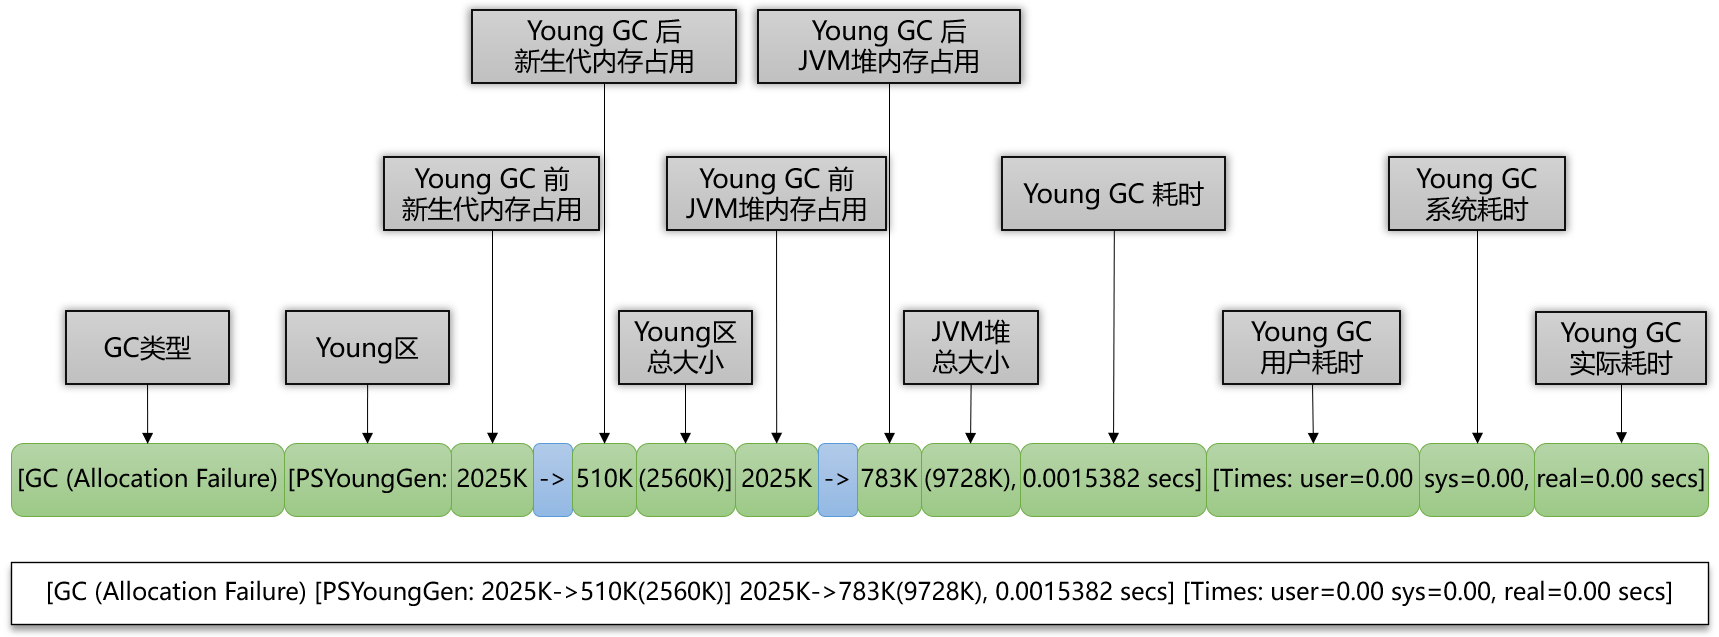 Young GC 后
新生代内存占用
Young GC 后
JVM堆内存占用
Young GC 前
新生代内存占用
Young GC 前
JVM堆内存占用
Young GC 耗时
Young GC
系统耗时
GC类型
Young区
Young区
总大小
JVM堆
总大小
Young GC
用户耗时
Young GC
实际耗时
[GC (Allocation Failure) [PSYoungGen: 2025K -> 510K (2560K)] 2025K -> 783K (9728K), 0.0015382 secs] [Times: user=0.00 sys=0.00, real=0.00 secs]
[GC (Allocation Failure) [PSYoungGen: 2025K->510K(2560K)] 2025K->783K(9728K), 0.0015382 secs] [Times: user=0.00 sys=0.00, real=0.00 secs]